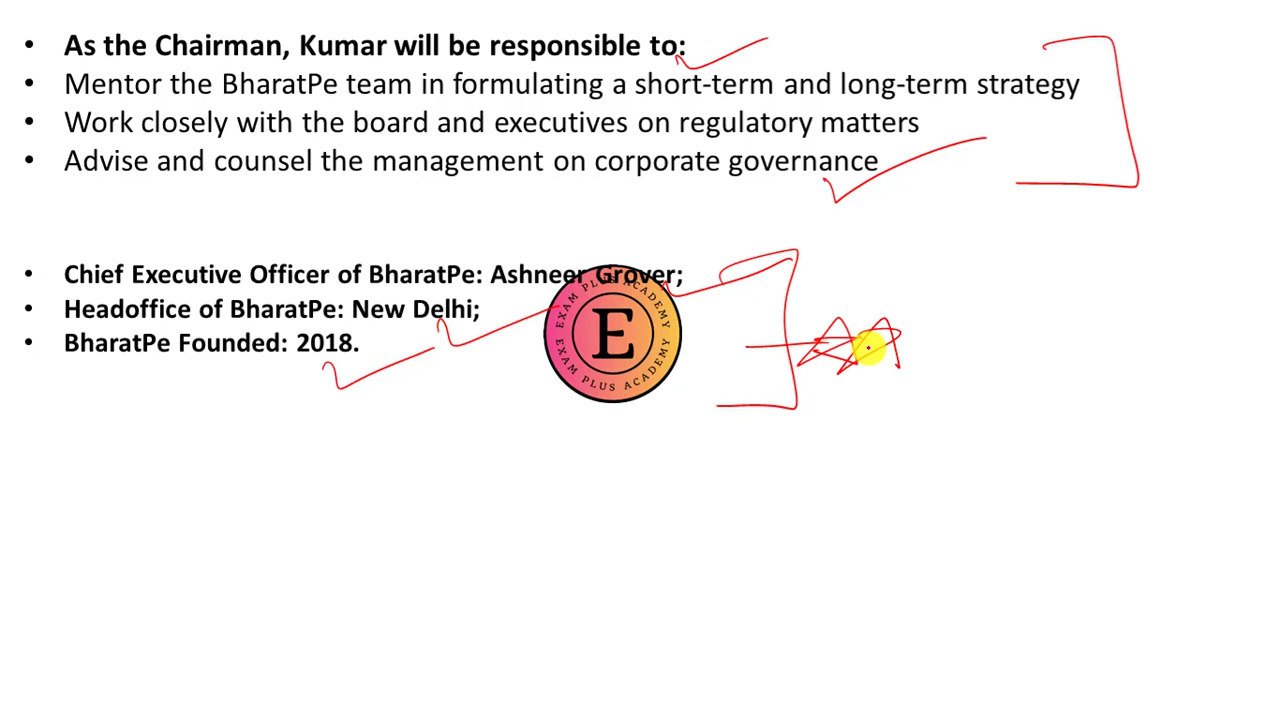 • As the Chairman, Kumar will be responsible to:
• Mentor the BharatPe team in formulating a short-term and long-term strategy
• Work closely with the board and executives on regulatory matters
• Advise and counsel the management on corporate governance
• Chief Executive Officer of BharatPe: Ashneer Grover;
• Headoffice of BharatPe: New Delhi;
• BharatPe Founded: 2018.
EXAM PLUS ACADEMY
E
EXAM PLUS ACADEMY